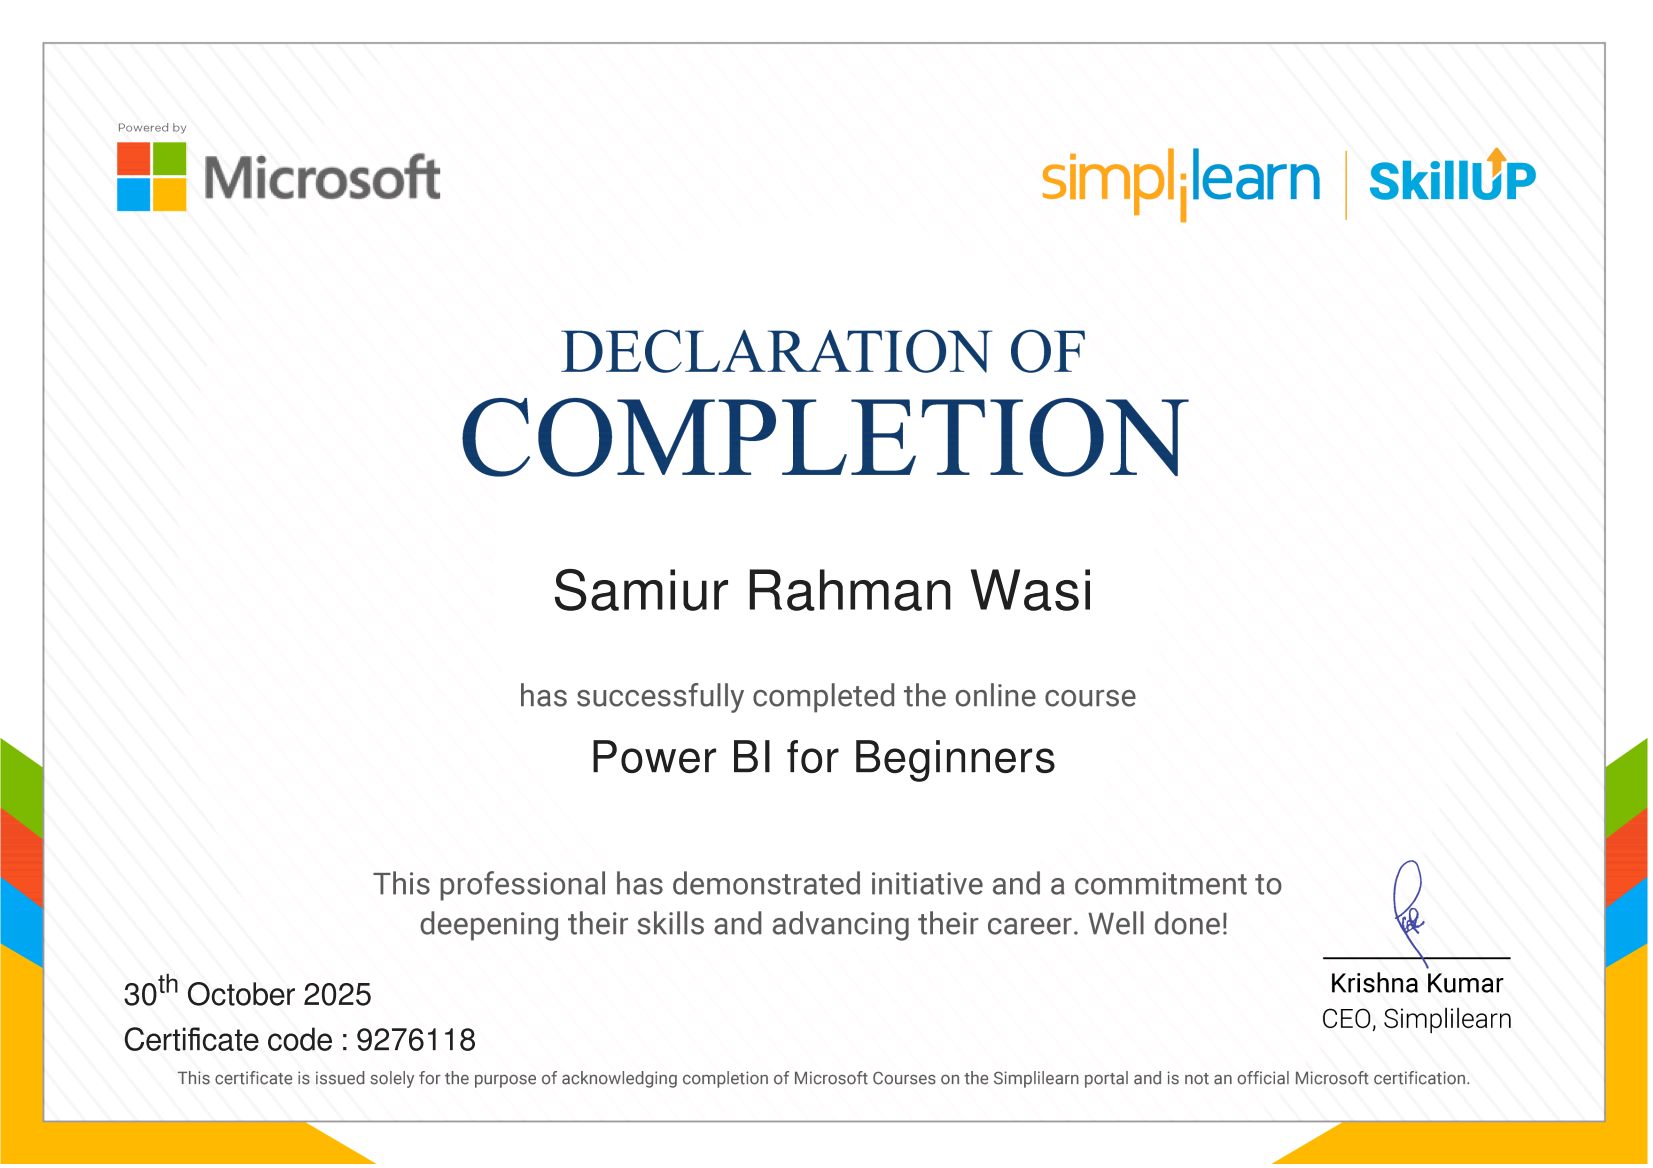 Powered by
Microsoft
simplilearn | SkillUP
DECLARATION OF
COMPLETION
Samiur Rahman Wasi
has successfully completed the online course
Power BI for Beginners
This professional has demonstrated initiative and a commitment to
deepening their skills and advancing their career. Well done!
30th October 2025
Certificate code : 9276118
Krishna Kumar
CEO, Simplilearn
This certificate is issued solely for the purpose of acknowledging completion of Microsoft Courses on the Simplilearn portal and is not an official Microsoft certification.